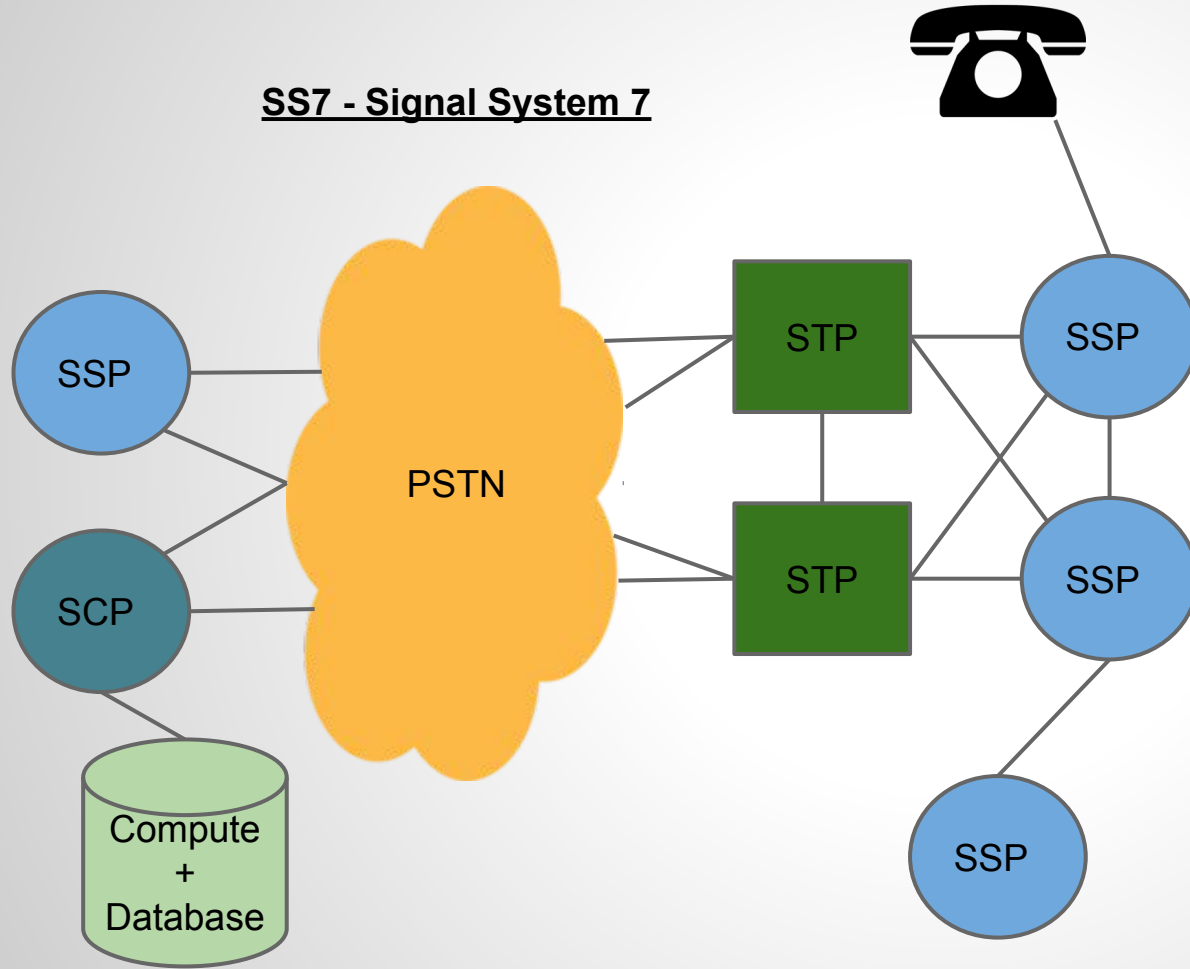 SS7 - Signal System 7
SSP
SCP
Compute
+
Database
PSTN
STP
STP
SSP
SSP
SSP